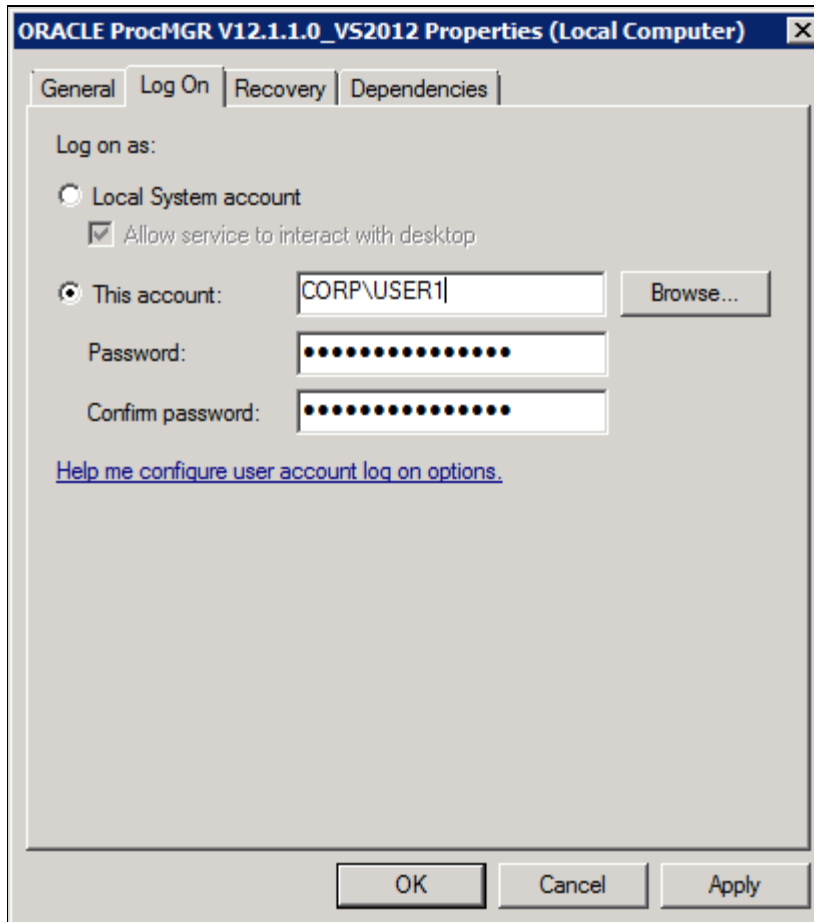 ORACLE ProcMGR V12.1.1.0_VS2012 Properties (Local Computer)
General Log On Recovery Dependencies
Log on as:
Local System account
Allow service to interact with desktop
This account: CORP\USER1 Browse...
Password: •••••••••••••••
Confirm password: •••••••••••••••
Help me configure user account log on options.
OK Cancel Apply